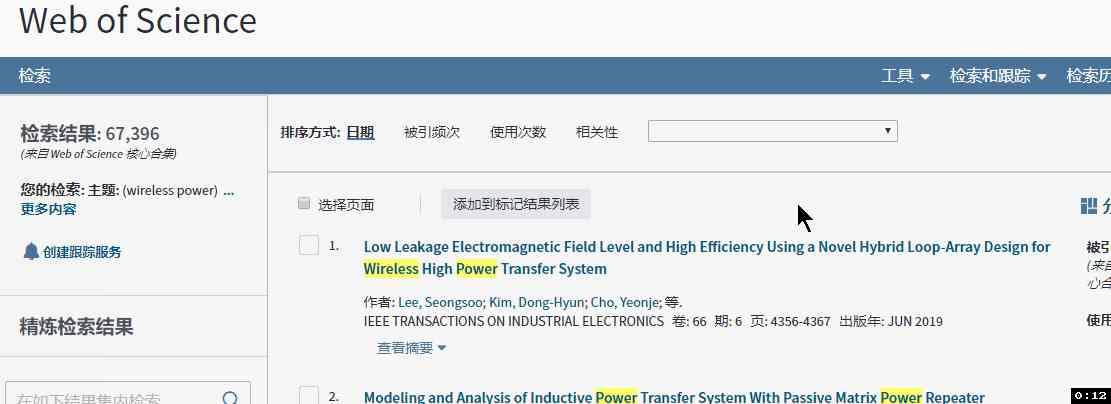 Web of Science
检索
工具
检索和跟踪
检索历
检索结果: 67,396
(来自 Web of Science 核心合集)
您的检索: 主题: (wireless power) ...
更多内容
创建跟踪服务
精炼检索结果
在如下结果集内检索
排序方式: 日期 被引频次 使用次数 相关性
选择页面
添加到标记结果列表
1. Low Leakage Electromagnetic Field Level and High Efficiency Using a Novel Hybrid Loop-Array Design for
Wireless High Power Transfer System
作者: Lee, Seongsoo; Kim, Dong-Hyun; Cho, Yeonje; 等.
IEEE TRANSACTIONS ON INDUSTRIAL ELECTRONICS 卷: 66 期: 6 页: 4356-4367 出版年: JUN 2019
查看摘要
2. Modeling and Analysis of Inductive Power Transfer System With Passive Matrix Power Repeater
被引
(来自
心合
使用
0:12